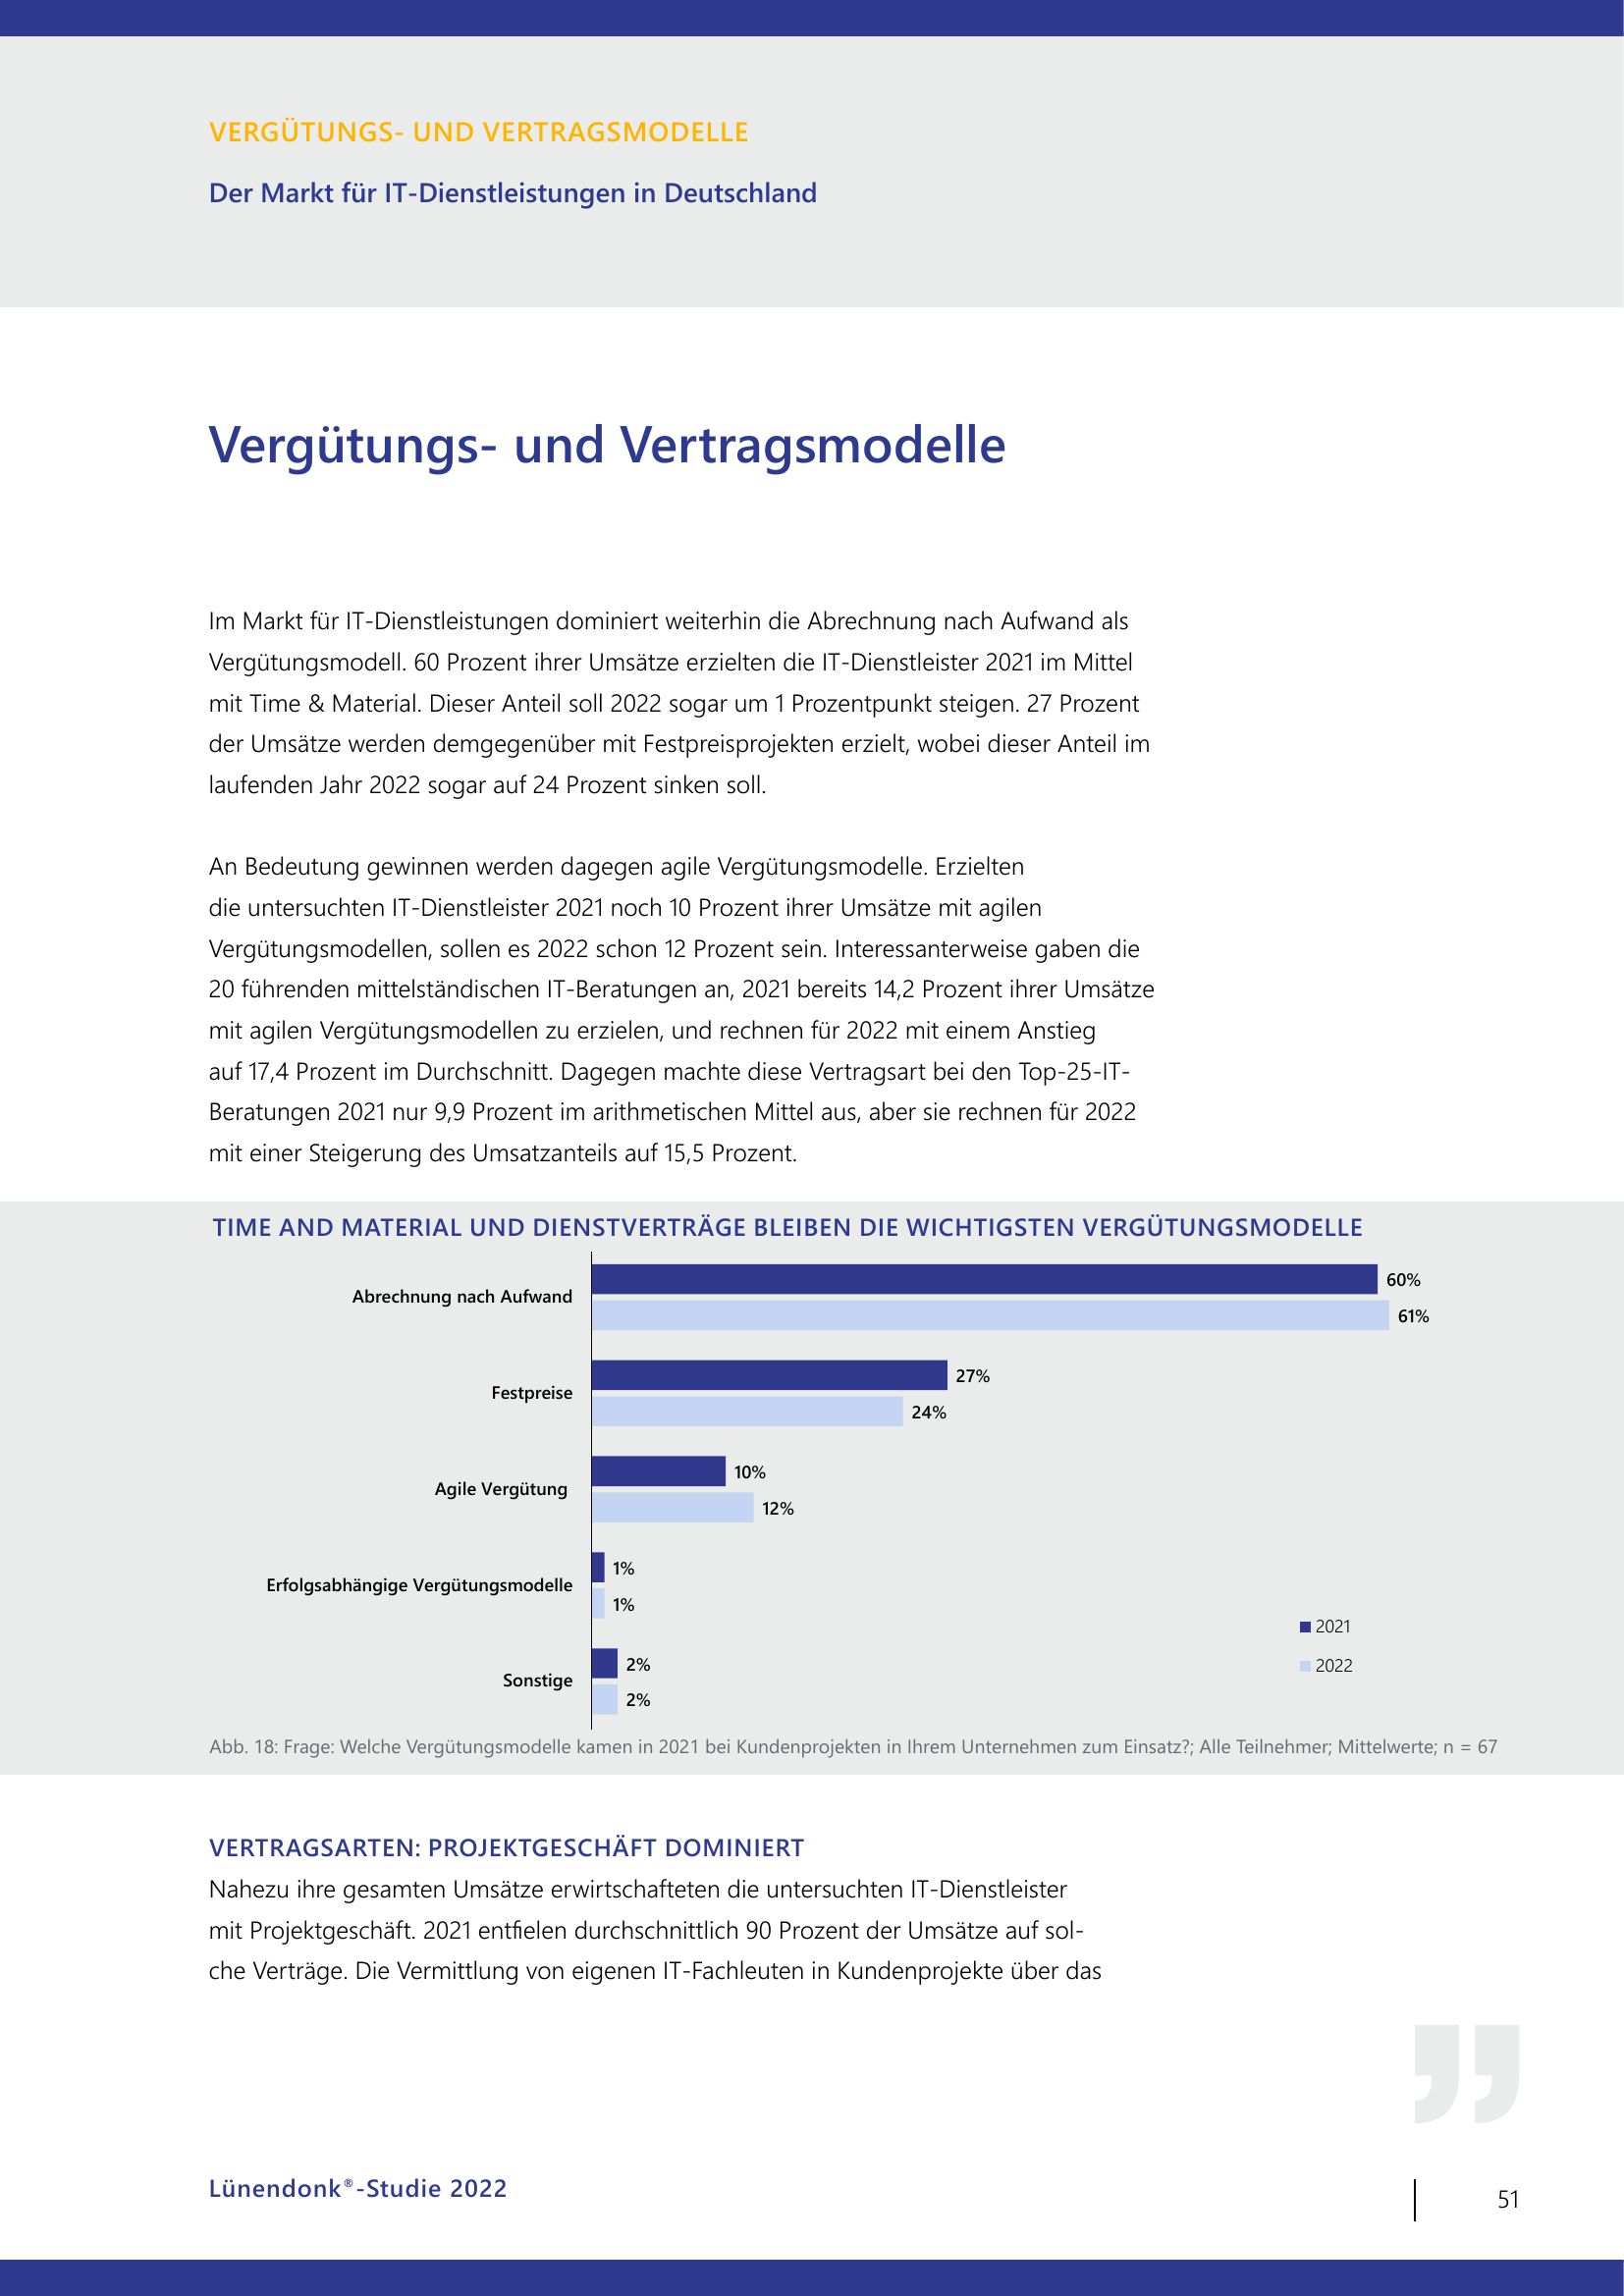 VERGÜTUNGS- UND VERTRAGSMODELLE
Der Markt für IT-Dienstleistungen in Deutschland
Vergütungs- und Vertragsmodelle
Im Markt für IT-Dienstleistungen dominiert weiterhin die Abrechnung nach Aufwand als
Vergütungsmodell. 60 Prozent ihrer Umsätze erzielten die IT-Dienstleister 2021 im Mittel
mit Time & Material. Dieser Anteil soll 2022 sogar um 1 Prozentpunkt steigen. 27 Prozent
der Umsätze werden demgegenüber mit Festpreisprojekten erzielt, wobei dieser Anteil im
laufenden Jahr 2022 sogar auf 24 Prozent sinken soll.
An Bedeutung gewinnen werden dagegen agile Vergütungsmodelle. Erzielten
die untersuchten IT-Dienstleister 2021 noch 10 Prozent ihrer Umsätze mit agilen
Vergütungsmodellen, sollen es 2022 schon 12 Prozent sein. Interessanterweise gaben die
20 führenden mittelständischen IT-Beratungen an, 2021 bereits 14,2 Prozent ihrer Umsätze
mit agilen Vergütungsmodellen zu erzielen, und rechnen für 2022 mit einem Anstieg
auf 17,4 Prozent im Durchschnitt. Dagegen machte diese Vertragsart bei den Top-25-IT-
Beratungen 2021 nur 9,9 Prozent im arithmetischen Mittel aus, aber sie rechnen für 2022
mit einer Steigerung des Umsatzanteils auf 15,5 Prozent.
TIME AND MATERIAL UND DIENSTVERTRÄGE BLEIBEN DIE WICHTIGSTEN VERGÜTUNGSMODELLE
Abrechnung nach Aufwand
60%
61%
Festpreise
27%
24%
Agile Vergütung
10%
12%
Erfolgsabhängige Vergütungsmodelle
1%
1%
Sonstige
2%
2%
2021
2022
Abb. 18: Frage: Welche Vergütungsmodelle kamen in 2021 bei Kundenprojekten in Ihrem Unternehmen zum Einsatz?; Alle Teilnehmer; Mittelwerte; n = 67
VERTRAGSARTEN: PROJEKTGESCHÄFT DOMINIERT
Nahezu ihre gesamten Umsätze erwirtschafteten die untersuchten IT-Dienstleister
mit Projektgeschäft. 2021 entfielen durchschnittlich 90 Prozent der Umsätze auf sol-
che Verträge. Die Vermittlung von eigenen IT-Fachleuten in Kundenprojekte über das
Lünendonk®-Studie 2022
51